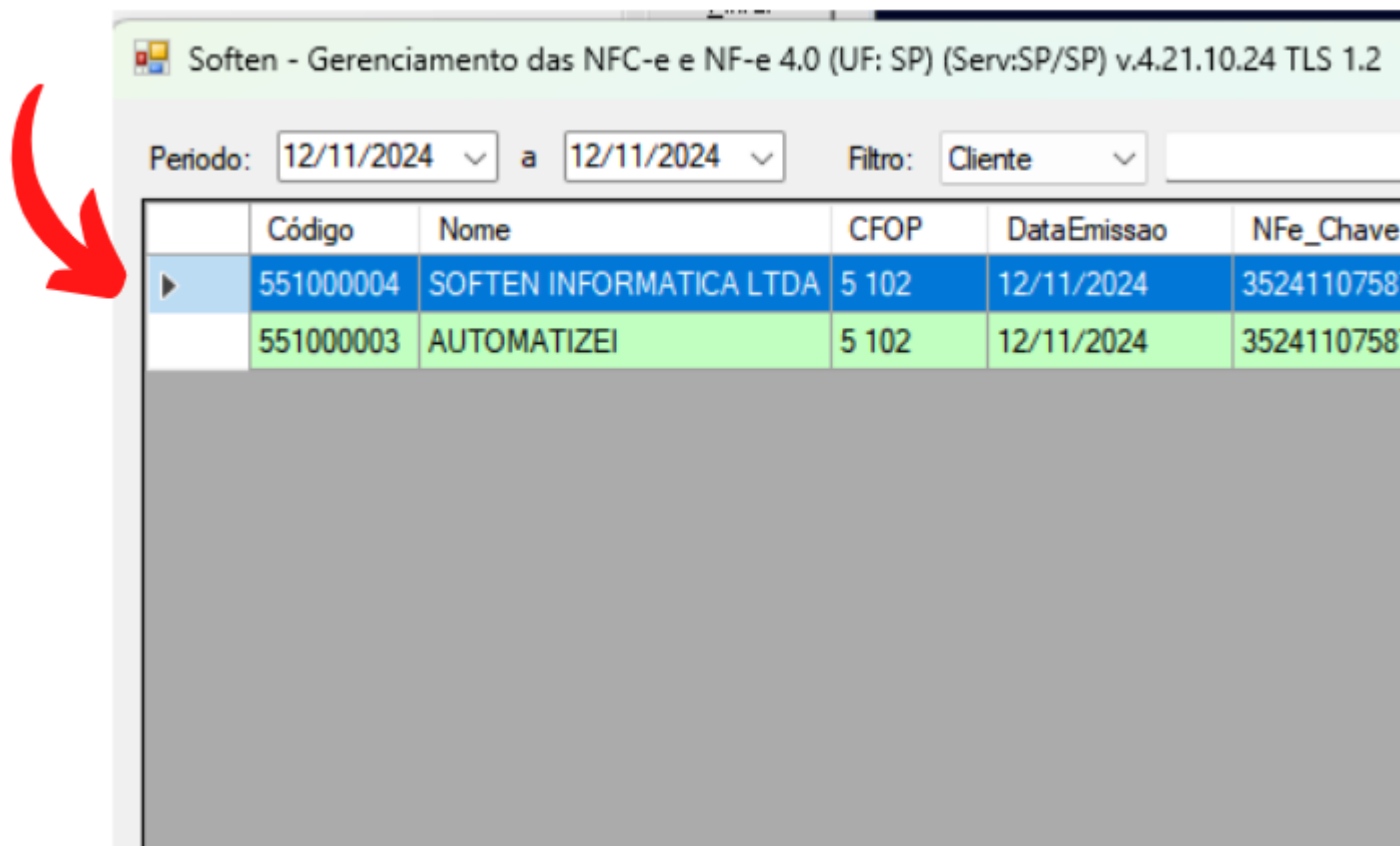 Soften - Gerenciamento das NFC-e e NF-e 4.0 (UF: SP) (Serv:SP/SP) v.4.21.10.24 TLS 1.2
Periodo: 12/11/2024 a 12/11/2024 Filtro: Cliente
Código Nome CFOP DataEmissao NFe_Chave
551000004 SOFTEN INFORMATICA LTDA 5 102 12/11/2024 3524110758
551000003 AUTOMATIZEI 5 102 12/11/2024 3524110758